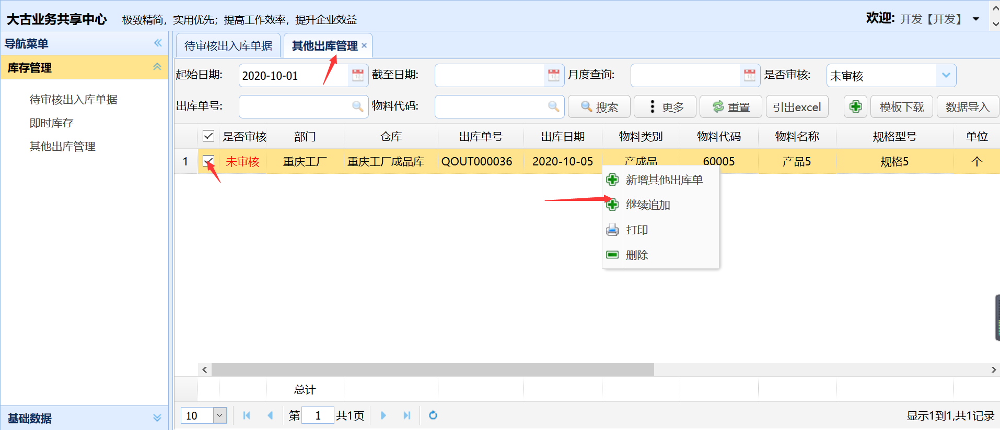 大古业务共享中心 极致精简，实用优先；提高工作效率，提升企业效益 欢迎: 开发【开发】
导航菜单
库存管理
待审核出入库单据
即时库存
其他出库管理
基础数据
待审核出入库单据 其他出库管理 ×
起始日期: 2020-10-01 截至日期: 月度查询: 是否审核: 未审核
出库单号: 物料代码: 搜索 更多 重置 引出excel 模板下载 数据导入
是否审核 部门 仓库 出库单号 出库日期 物料类别 物料代码 物料名称 规格型号 单位
1 未审核 重庆工厂 重庆工厂成品库 QOUT000036 2020-10-05 产成品 60005 产品5 规格5 个
新增其他出库单
继续追加
打印
删除
总计
10 第 1 共1页 显示1到1,共1记录